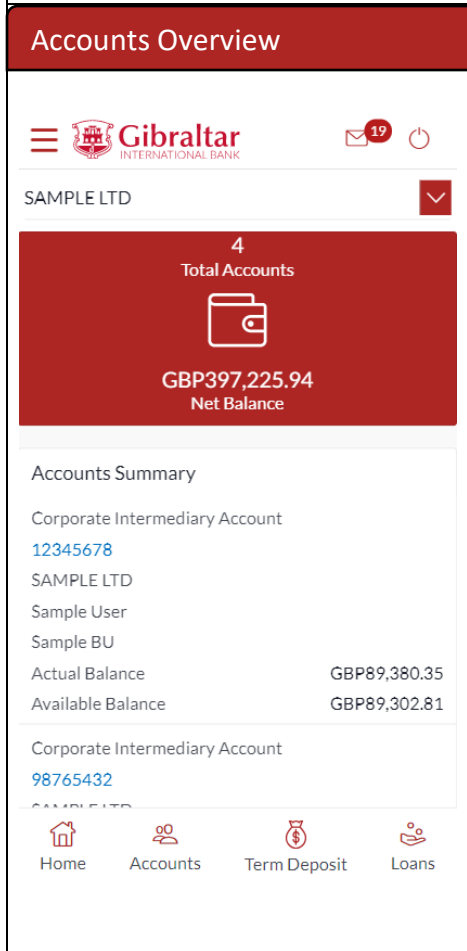 Accounts Overview
Gibraltar
INTERNATIONAL BANK
19
SAMPLE LTD
4
Total Accounts
GBP397,225.94
Net Balance
Accounts Summary
Corporate Intermediary Account
12345678
SAMPLE LTD
Sample User
Sample BU
Actual Balance GBP89,380.35
Available Balance GBP89,302.81
Corporate Intermediary Account
98765432
SAMPLE LTD
Home Accounts Term Deposit Loans